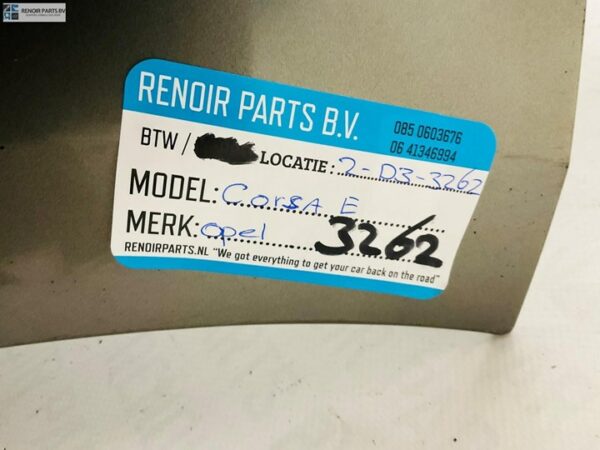 RENOIR PARTS BV
RENOIR PARTS B.V.
085 0603676
06 41346994
BTW / LOCATIE: 2-D3-3262
MODEL: Corsa E
MERK: opel 3262
RENOIRPARTS.NL "We got everything to get your car back on the road"